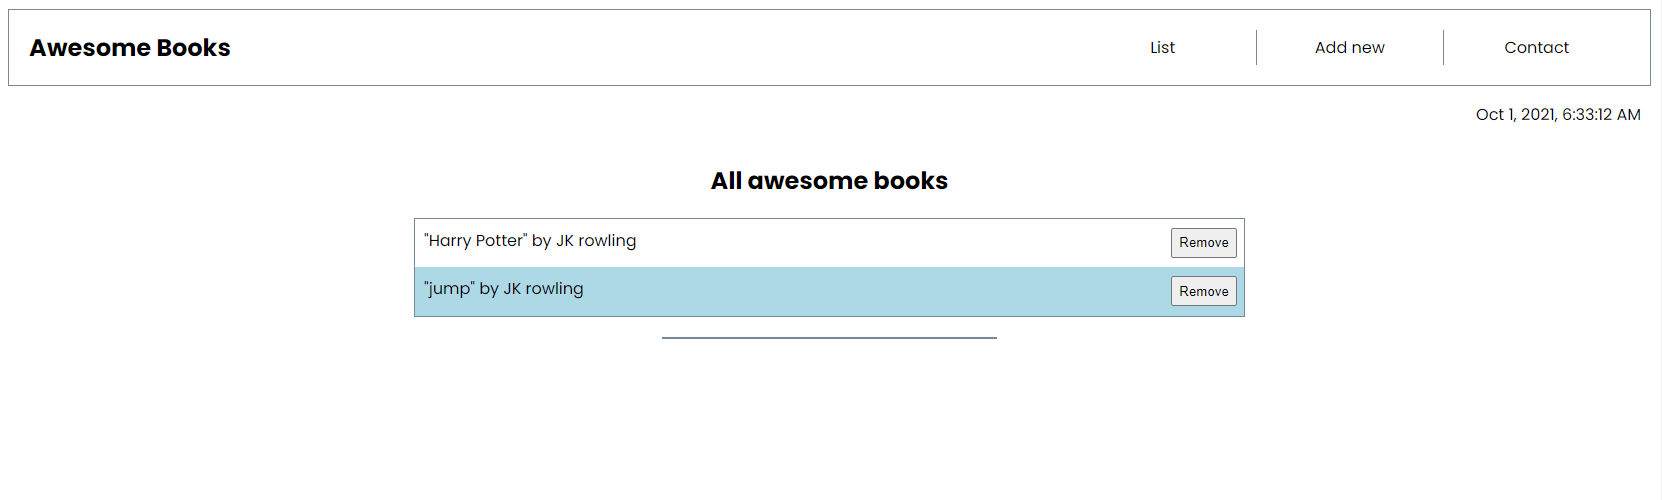 Awesome Books
List
Add new
Contact
Oct 1, 2021, 6:33:12 AM
All awesome books
"Harry Potter" by JK rowling
Remove
"jump" by JK rowling
Remove